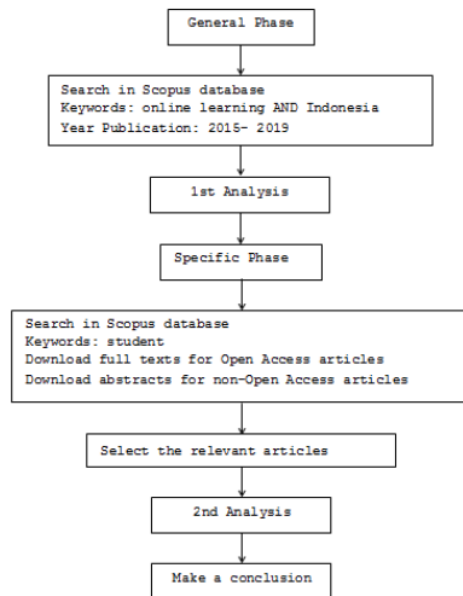 General Phase
Search in Scopus database
Keywords: online learning AND Indonesia
Year Publication: 2015- 2019
1st Analysis
Specific Phase
Search in Scopus database
Keywords: student
Download full texts for Open Access articles
Download abstracts for non-Open Access articles
Select the relevant articles
2nd Analysis
Make a conclusion